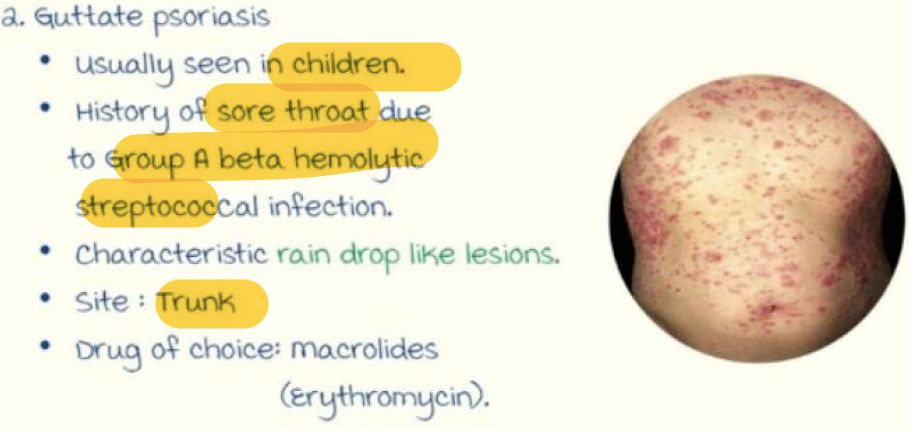 2. Guttate psoriasis
• Usually seen in children.
• History of sore throat due
to Group A beta hemolytic
streptococcal infection.
• Characteristic rain drop like lesions.
• Site : Trunk
• Drug of choice: macrolides
(Erythromycin).